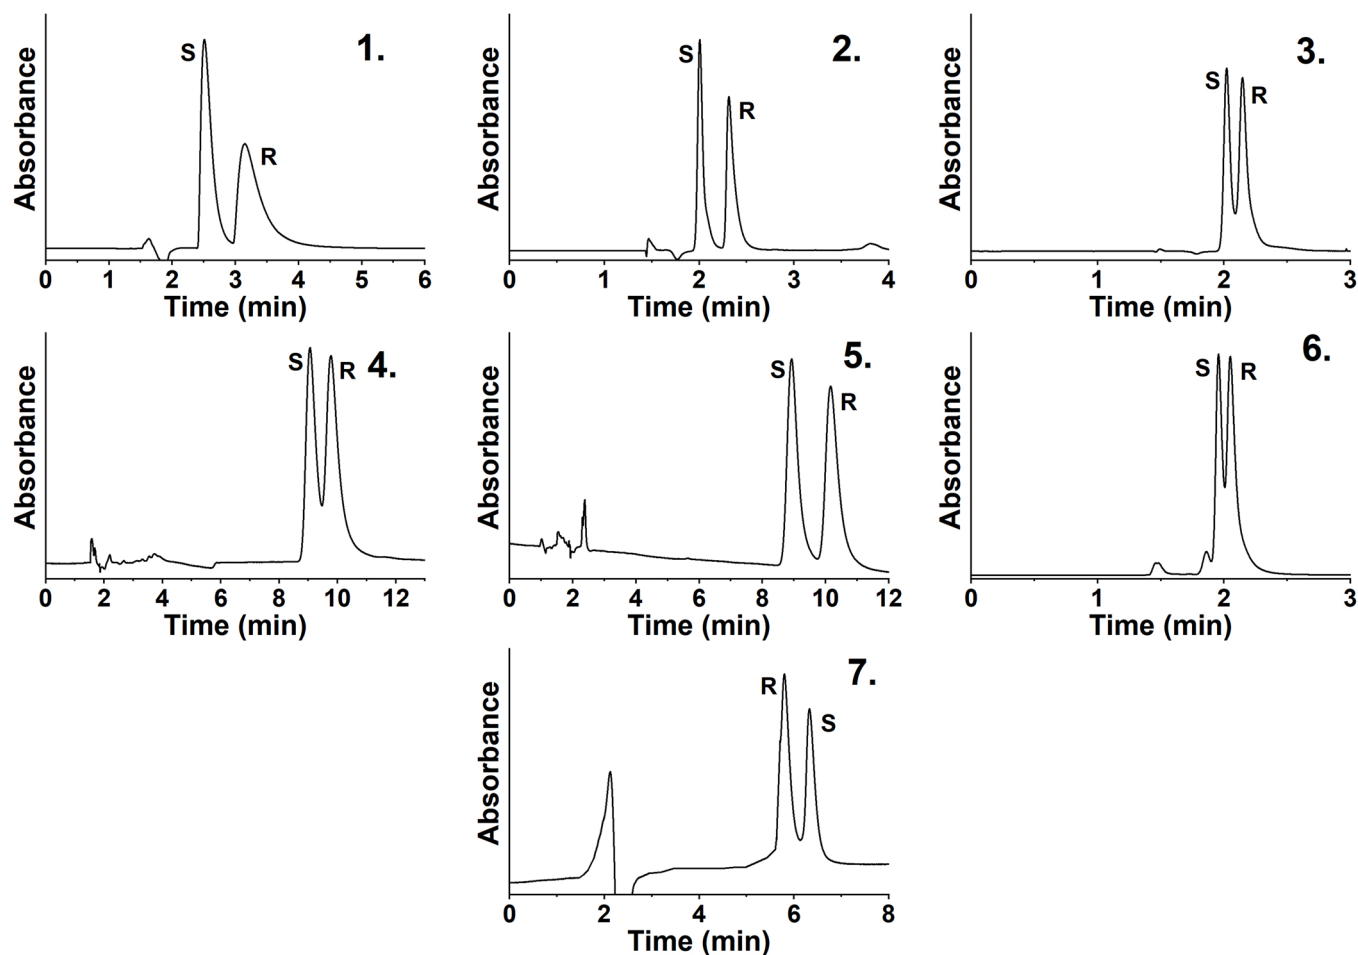 1.
S
R
Absorbance
0 1 2 3 4 5 6
Time (min)
2.
S
R
Absorbance
0 1 2 3 4
Time (min)
3.
S
R
Absorbance
0 1 2 3
Time (min)
4.
S
R
Absorbance
0 2 4 6 8 10 12
Time (min)
5.
S
R
Absorbance
0 2 4 6 8 10 12
Time (min)
6.
S
R
Absorbance
0 1 2 3
Time (min)
7.
R
S
Absorbance
0 2 4 6 8
Time (min)